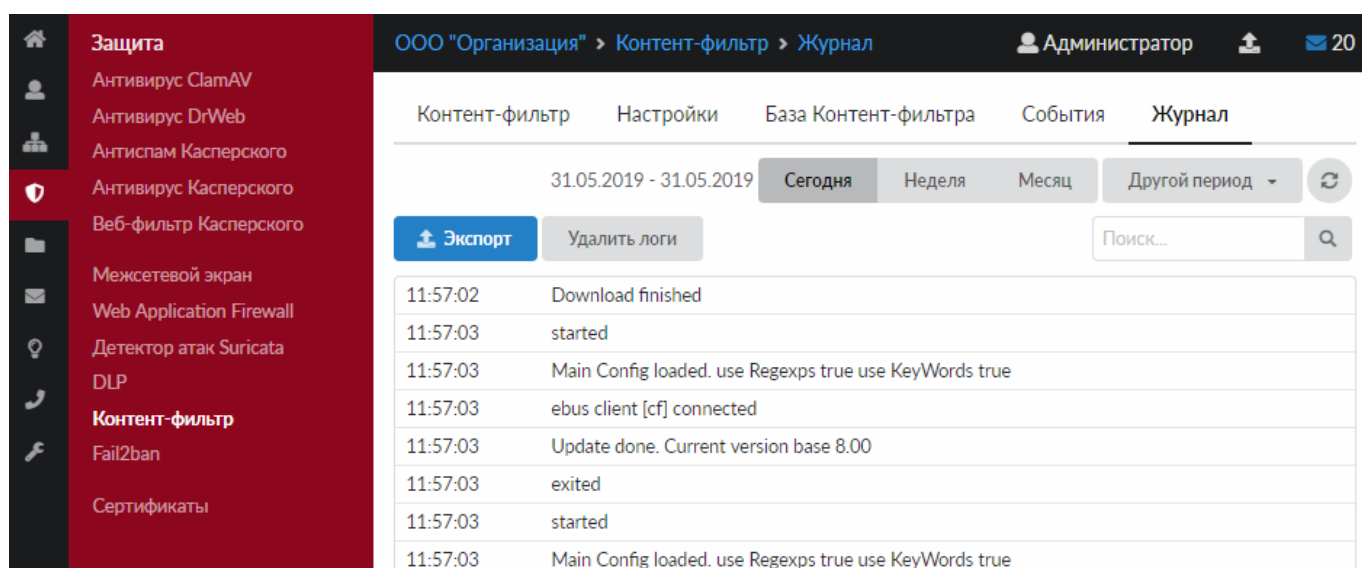 Защита
Антивирус ClamAV
Антивирус DrWeb
Антиспам Касперского
Антивирус Касперского
Веб-фильтр Касперского
Межсетевой экран
Web Application Firewall
Детектор атак Suricata
DLP
Контент-фильтр
Fail2ban
Сертификаты
ООО "Организация" > Контент-фильтр > Журнал Администратор 20
Контент-фильтр Настройки База Контент-фильтра События Журнал
31.05.2019 - 31.05.2019 Сегодня Неделя Месяц Другой период
Экспорт Удалить логи Поиск...
11:57:02 Download finished
11:57:03 started
11:57:03 Main Config loaded. use Regexps true use KeyWords true
11:57:03 ebus client [cf] connected
11:57:03 Update done. Current version base 8.00
11:57:03 exited
11:57:03 started
11:57:03 Main Config loaded. use Regexps true use KeyWords true